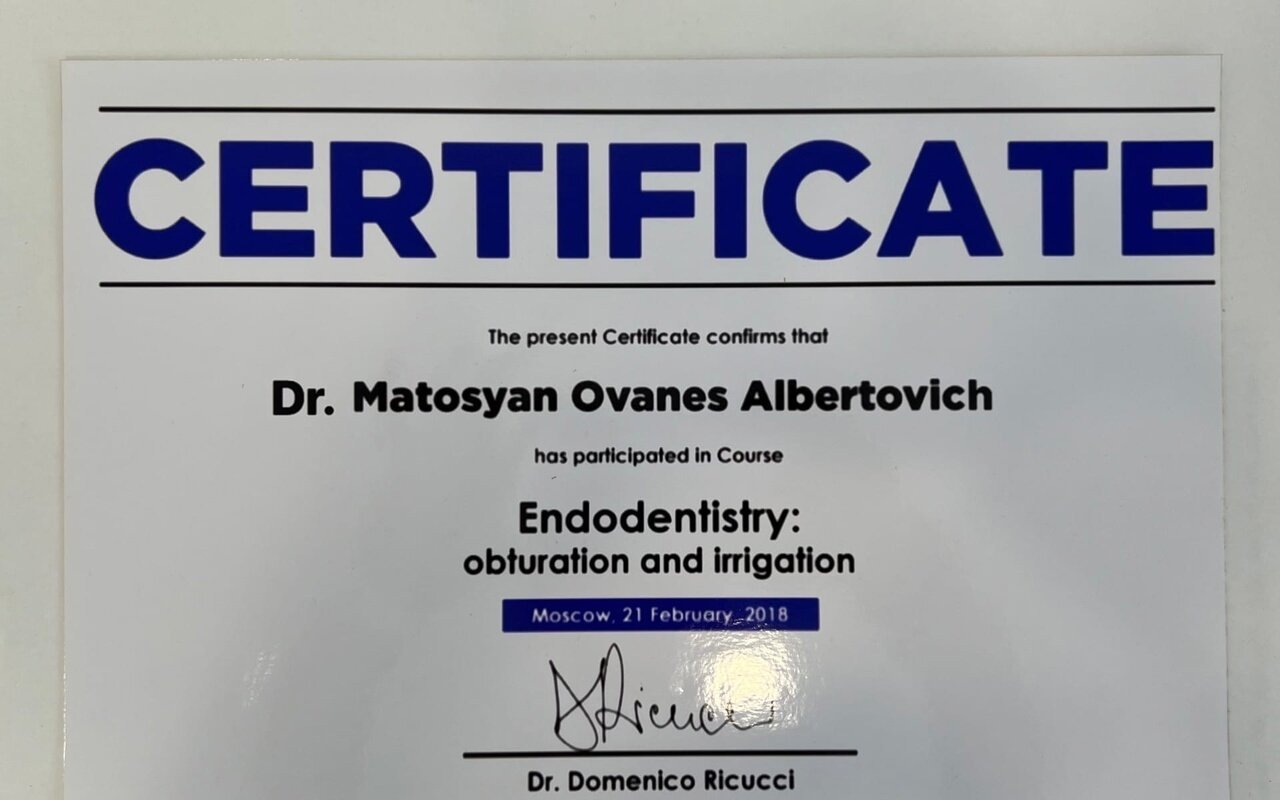 CERTIFICATE
The present Certificate confirms that
Dr. Matosyan Ovanes Albertovich
has participated in Course
Endodentistry:
obturation and irrigation
Moscow, 21 February 2018
DRicucci
Dr. Domenico Ricucci